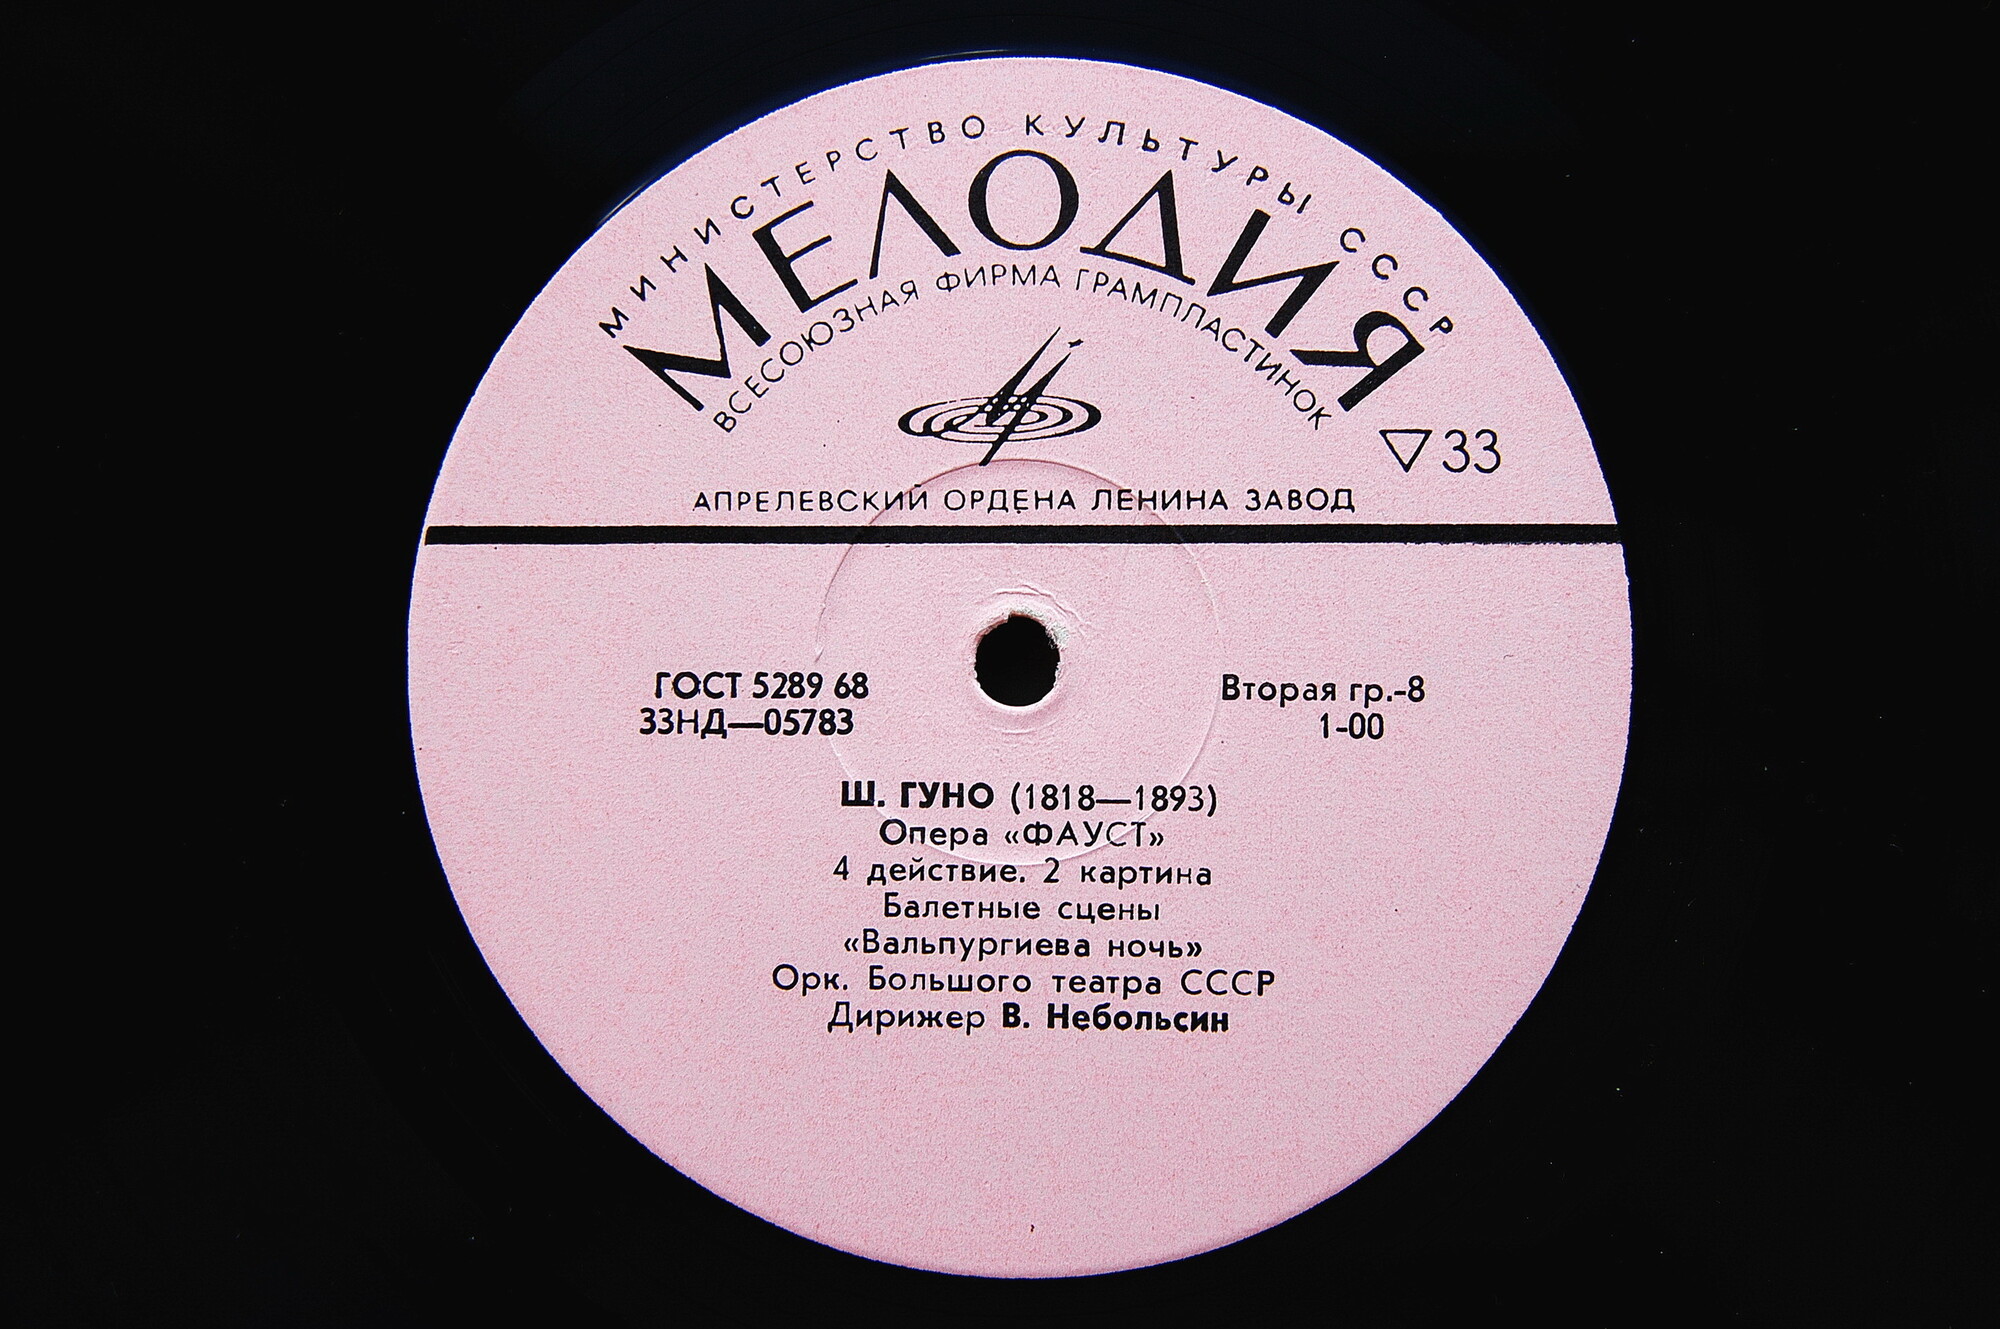 МИНИСТЕРСТВО КУЛЬТУРЫ СССР
МЕЛОДИЯ
ВСЕСОЮЗНАЯ ФИРМА ГРАМПЛАСТИНОК
33
АПРЕЛЕВСКИЙ ОРДЕНА ЛЕНИНА ЗАВОД
ГОСТ 5289 68
33НД—05783
Вторая гр.-8
1-00
Ш. ГУНО (1818—1893)
Опера «ФАУСТ»
4 действие. 2 картина
Балетные сцены
«Вальпургиева ночь»
Орк. Большого театра СССР
Дирижер В. Небольсин